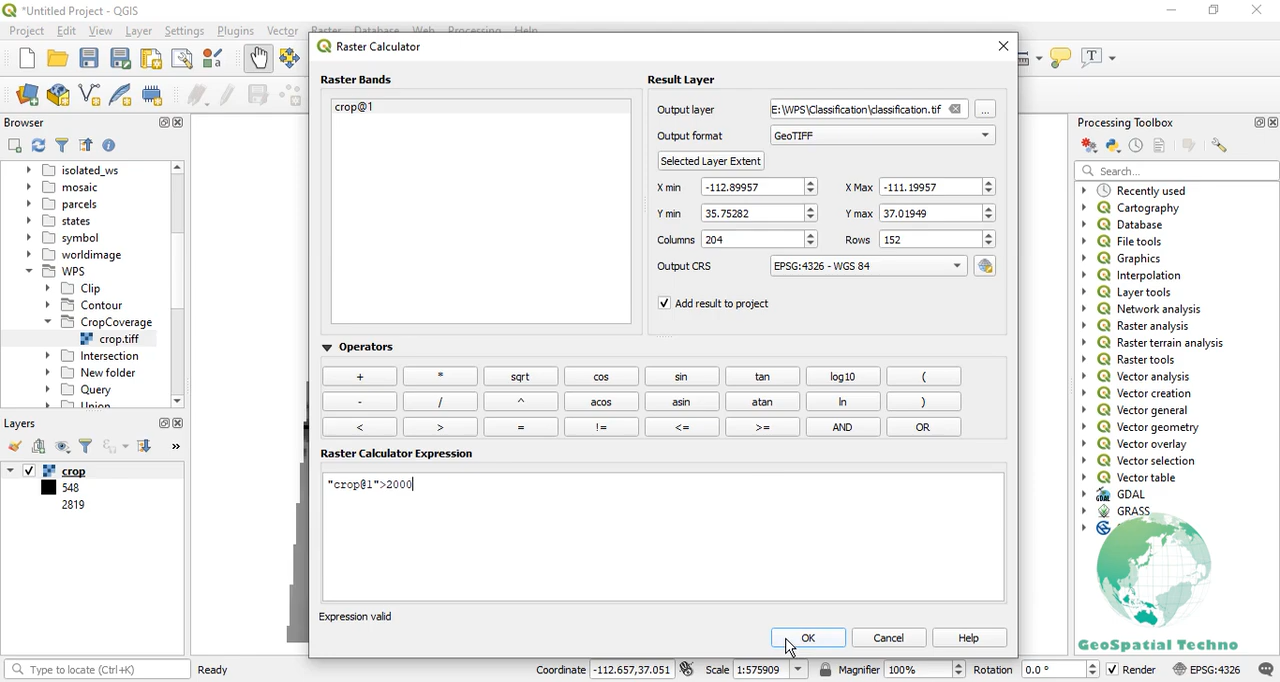 *Untitled Project - QGIS
Project Edit View Layer Settings Plugins Vector Raster Database Web Processing Help
Raster Calculator
Raster Bands
crop@1
Result Layer
Output layer E:\WPS\Classification\classification.tif ...
Output format GeoTIFF
Selected Layer Extent
X min -112.89957 X Max -111.19957
Y min 35.75282 Y max 37.01949
Columns 204 Rows 152
Output CRS EPSG:4326 - WGS 84
Add result to project
Operators
+ * sqrt cos sin tan log10 (
- / ^ acos asin atan ln )
< > = != <= >= AND OR
Raster Calculator Expression
"crop@1">2000
Expression valid
OK Cancel Help
Browser
isolated_ws
mosaic
parcels
states
symbol
worldimage
WPS
Clip
Contour
CropCoverage
crop.tiff
Intersection
New folder
Query
Union
Layers
»
crop
548
2819
Processing Toolbox
Search...
Recently used
Cartography
Database
File tools
Graphics
Interpolation
Layer tools
Network analysis
Raster analysis
Raster terrain analysis
Raster tools
Vector analysis
Vector creation
Vector general
Vector geometry
Vector overlay
Vector selection
Vector table
GDAL
GRASS
GeoSpatial Techno
Type to locate (Ctrl+K) Ready Coordinate -112.657,37.051 Scale 1:575909 Magnifier 100% Rotation 0.0 ° Render EPSG:4326